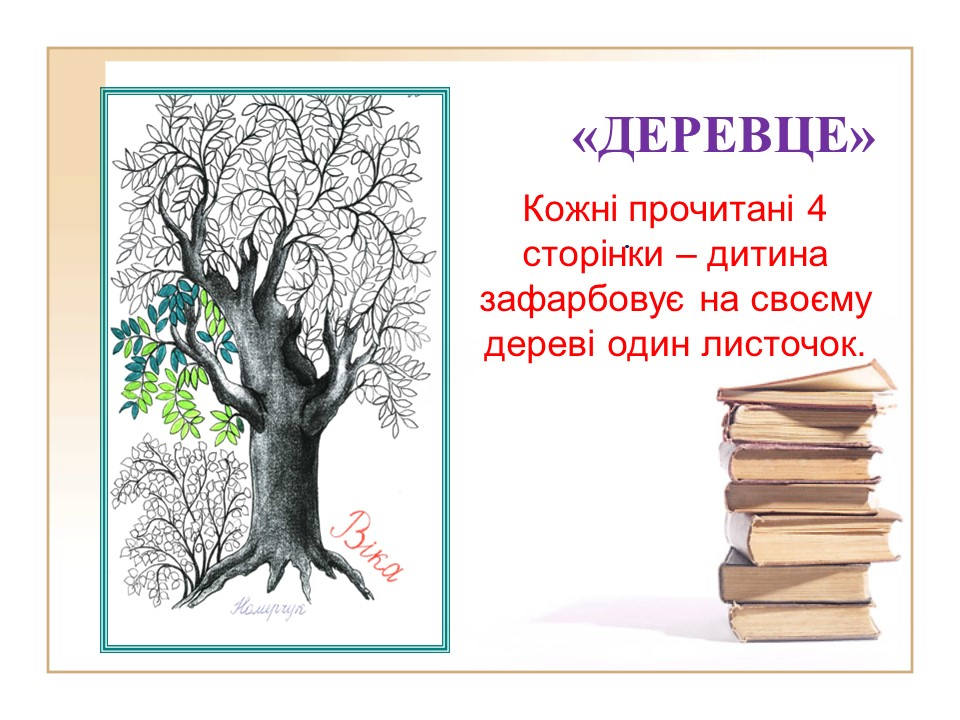 «ДЕРЕВЦЕ»
Кожні прочитані 4
сторінки – дитина
зафарбовує на своєму
дереві один листочок.
Віка